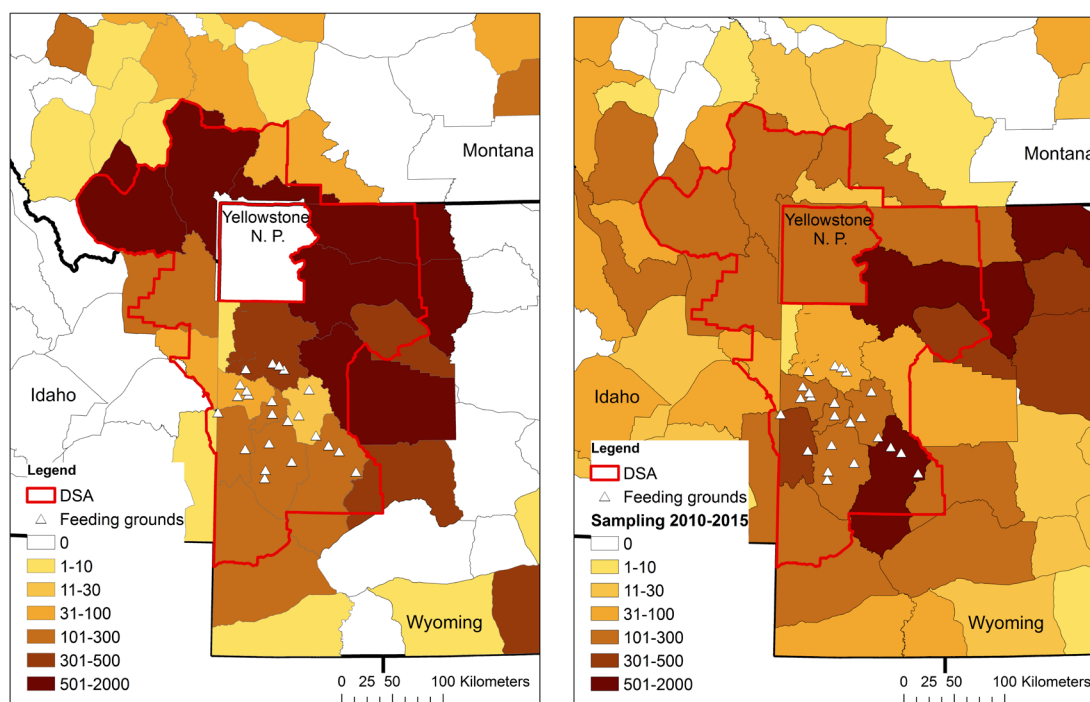 Montana
Yellowstone
N. P.
Idaho
Legend
DSA
Feeding grounds
0
1-10
11-30
31-100
101-300
301-500
501-2000
Wyoming
0 25 50 100 Kilometers
Montana
Yellowstone
N. P.
Idaho
Legend
DSA
Feeding grounds
Sampling 2010-2015
0
1-10
11-30
31-100
101-300
301-500
501-2000
Wyoming
0 25 50 100 Kilometers